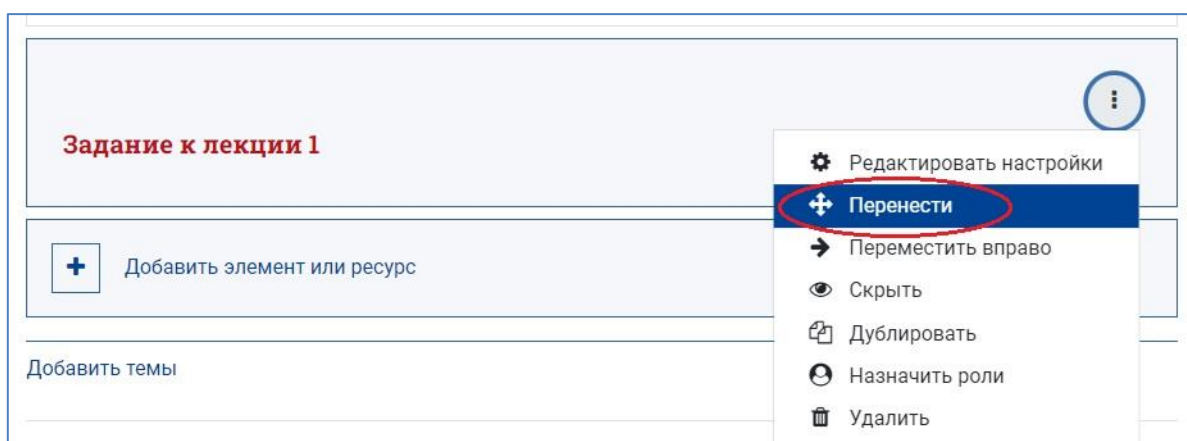 Задание к лекции 1
Редактировать настройки
Перенести
Переместить вправо
Скрыть
Дублировать
Назначить роли
Удалить
Добавить элемент или ресурс
Добавить темы